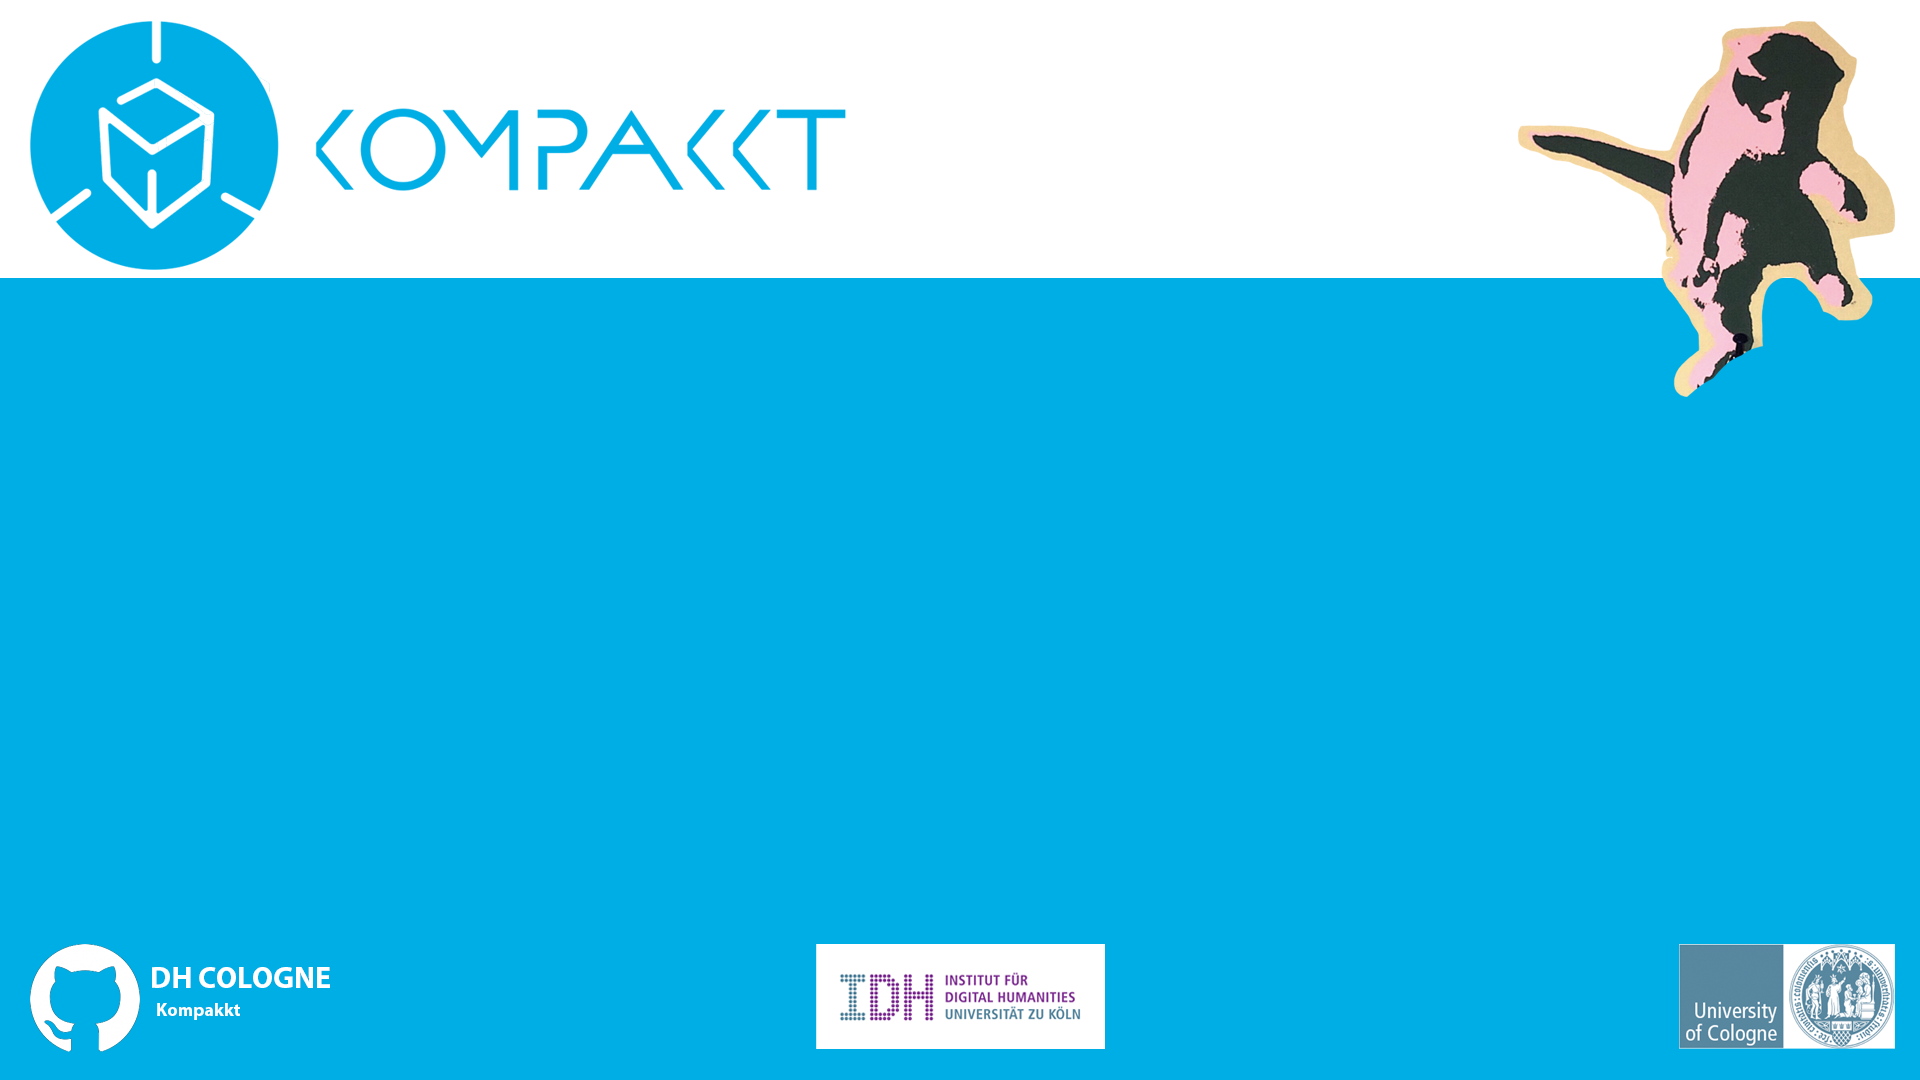 KOMPAKKT
DH COLOGNE
Kompakkt
IDH
INSTITUT FÜR
DIGITAL HUMANITIES
UNIVERSITÄT ZU KÖLN
University
of Cologne